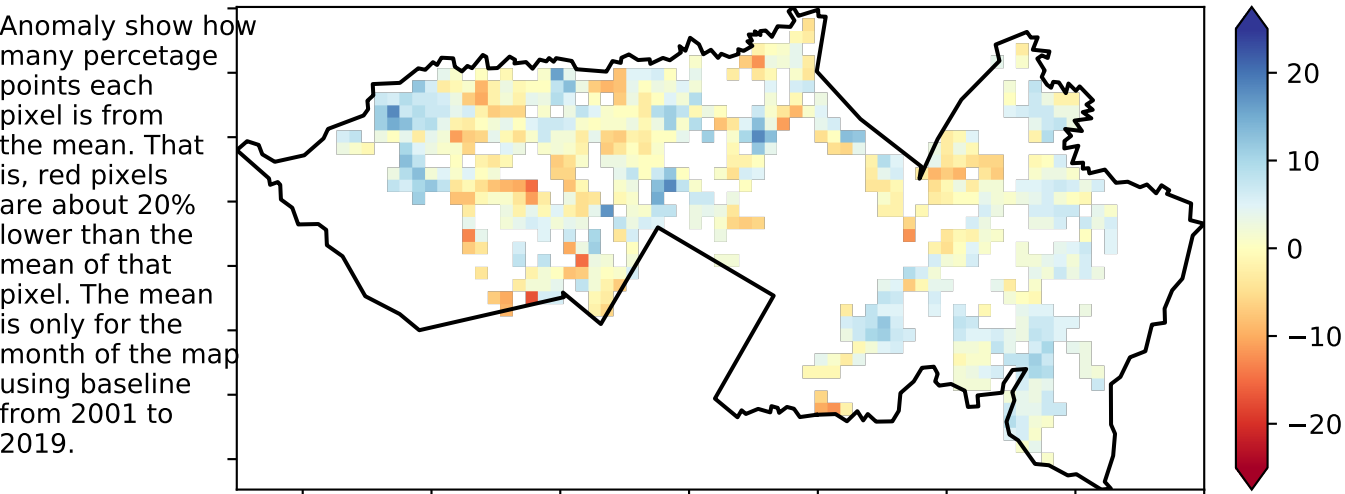 Anomaly show how
many percetage
points each
pixel is from
the mean. That
is, red pixels
are about 20%
lower than the
mean of that
pixel. The mean
is only for the
month of the map
using baseline
from 2001 to
2019.
20
10
0
−10
−20